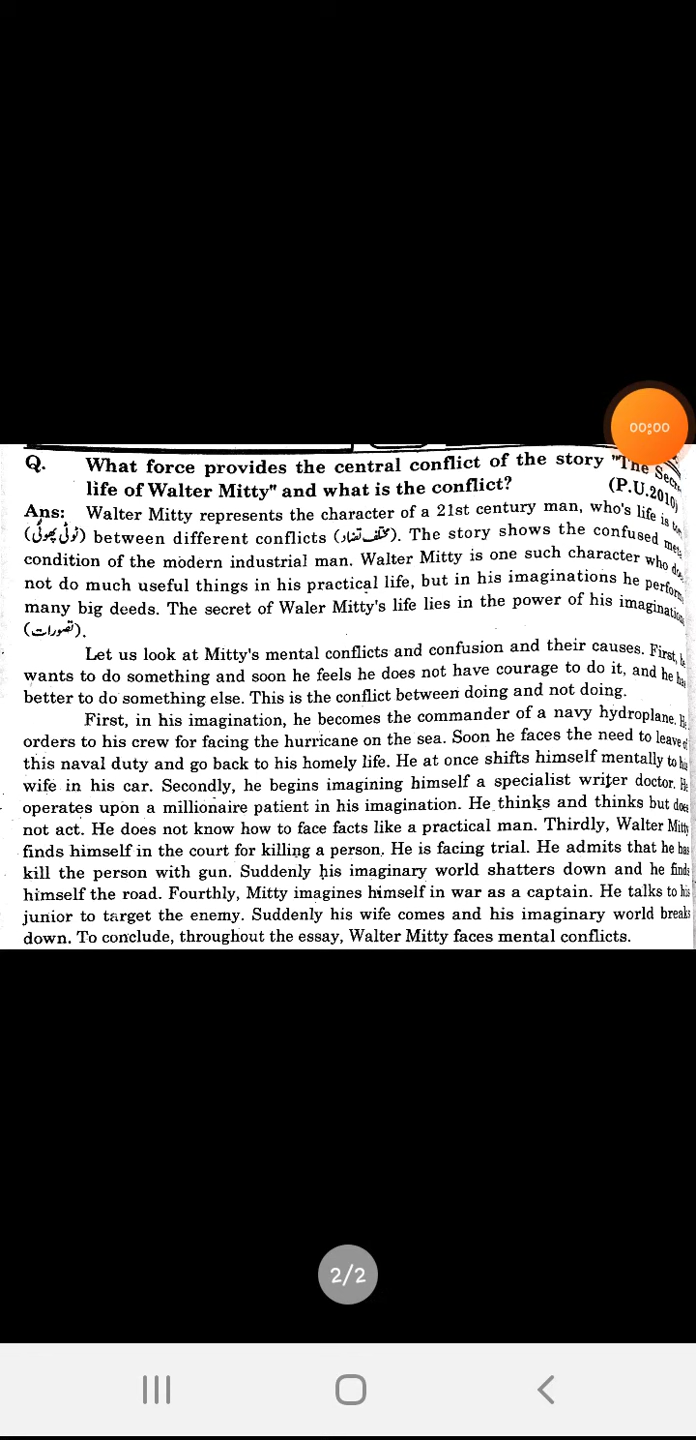 00:00
Q. What force provides the central conflict of the story "The
life of Walter Mitty" and what is the conflict? (P.U.2010)
Ans: Walter Mitty represents the character of a 21st century man, who's life is
(ٹوٹی پھوٹی) between different conflicts (مختلف تضاد). The story shows the confused
condition of the modern industrial man. Walter Mitty is one such character who
not do much useful things in his practical life, but in his imaginations he
many big deeds. The secret of Waler Mitty's life lies in the power of his
(تصورات).
Let us look at Mitty's mental conflicts and confusion and their causes. First,
wants to do something and soon he feels he does not have courage to do it, and he
better to do something else. This is the conflict between doing and not doing.
First, in his imagination, he becomes the commander of a navy hydroplane.
orders to his crew for facing the hurricane on the sea. Soon he faces the need to leave
this naval duty and go back to his homely life. He at once shifts himself mentally to his
wife in his car. Secondly, he begins imagining himself a specialist writer doctor. He
operates upon a millionaire patient in his imagination. He thinks and thinks but does
not act. He does not know how to face facts like a practical man. Thirdly, Walter Mitty
finds himself in the court for killing a person. He is facing trial. He admits that he has
kill the person with gun. Suddenly his imaginary world shatters down and he finds
himself the road. Fourthly, Mitty imagines himself in war as a captain. He talks to his
junior to target the enemy. Suddenly his wife comes and his imaginary world breaks
down. To conclude, throughout the essay, Walter Mitty faces mental conflicts.
2/2